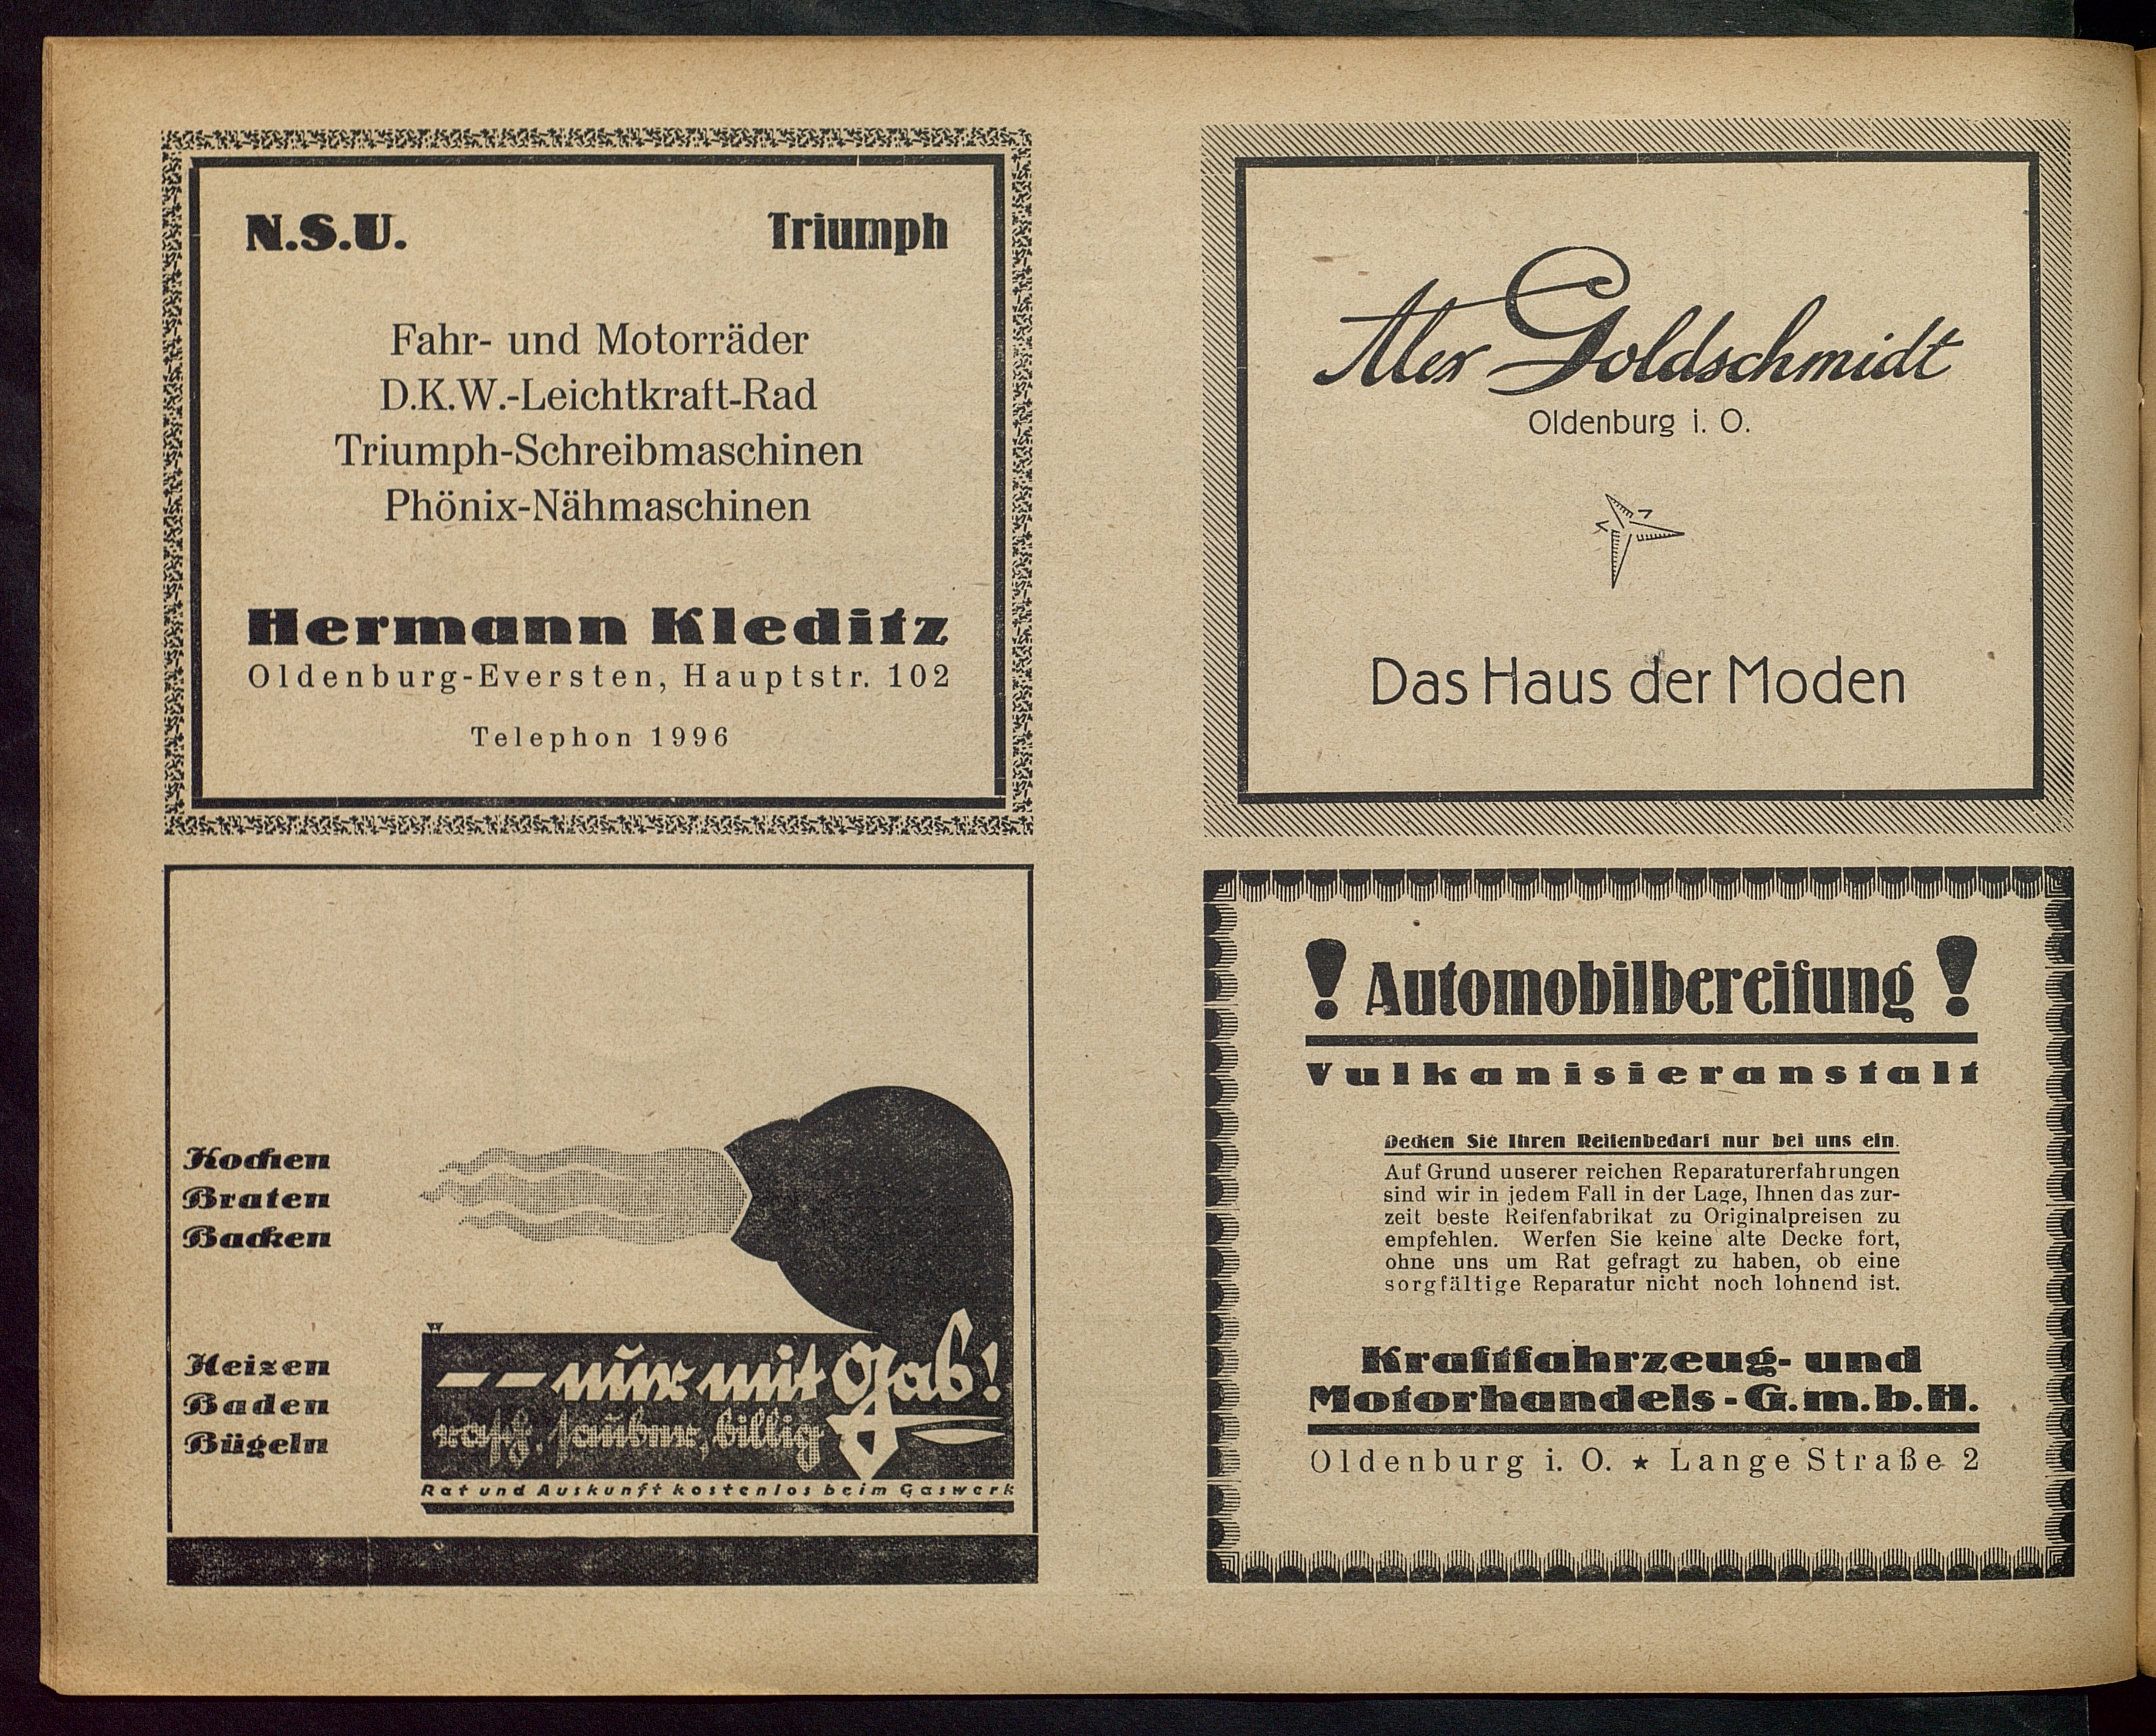 N.S.U. Triumph
Fahr- und Motorräder
D.K.W.-Leichtkraft-Rad
Triumph-Schreibmaschinen
Phönix-Nähmaschinen
Hermann Kleditz
Oldenburg-Eversten, Hauptstr. 102
Telephon 1996
Alex Goldschmidt
Oldenburg i. O.
Das Haus der Moden
Kochen
Braten
Backen
Heizen
Baden
Bügeln
-- nur mit Gas!
rasch, sauber, billig
Rat und Auskunft kostenlos beim Gaswerk
! Automobilbereifung !
Vulkanisieranstalt
Decken Sie Ihren Reifenbedarf nur bei uns ein.
Auf Grund unserer reichen Reparaturerfahrungen
sind wir in jedem Fall in der Lage, Ihnen das zur-
zeit beste Reifenfabrikat zu Originalpreisen zu
empfehlen. Werfen Sie keine alte Decke fort,
ohne uns um Rat gefragt zu haben, ob eine
sorgfältige Reparatur nicht noch lohnend ist.
Kraftfahrzeug- und
Motorhandels-G.m.b.H.
Oldenburg i. O. ★ Lange Straße 2